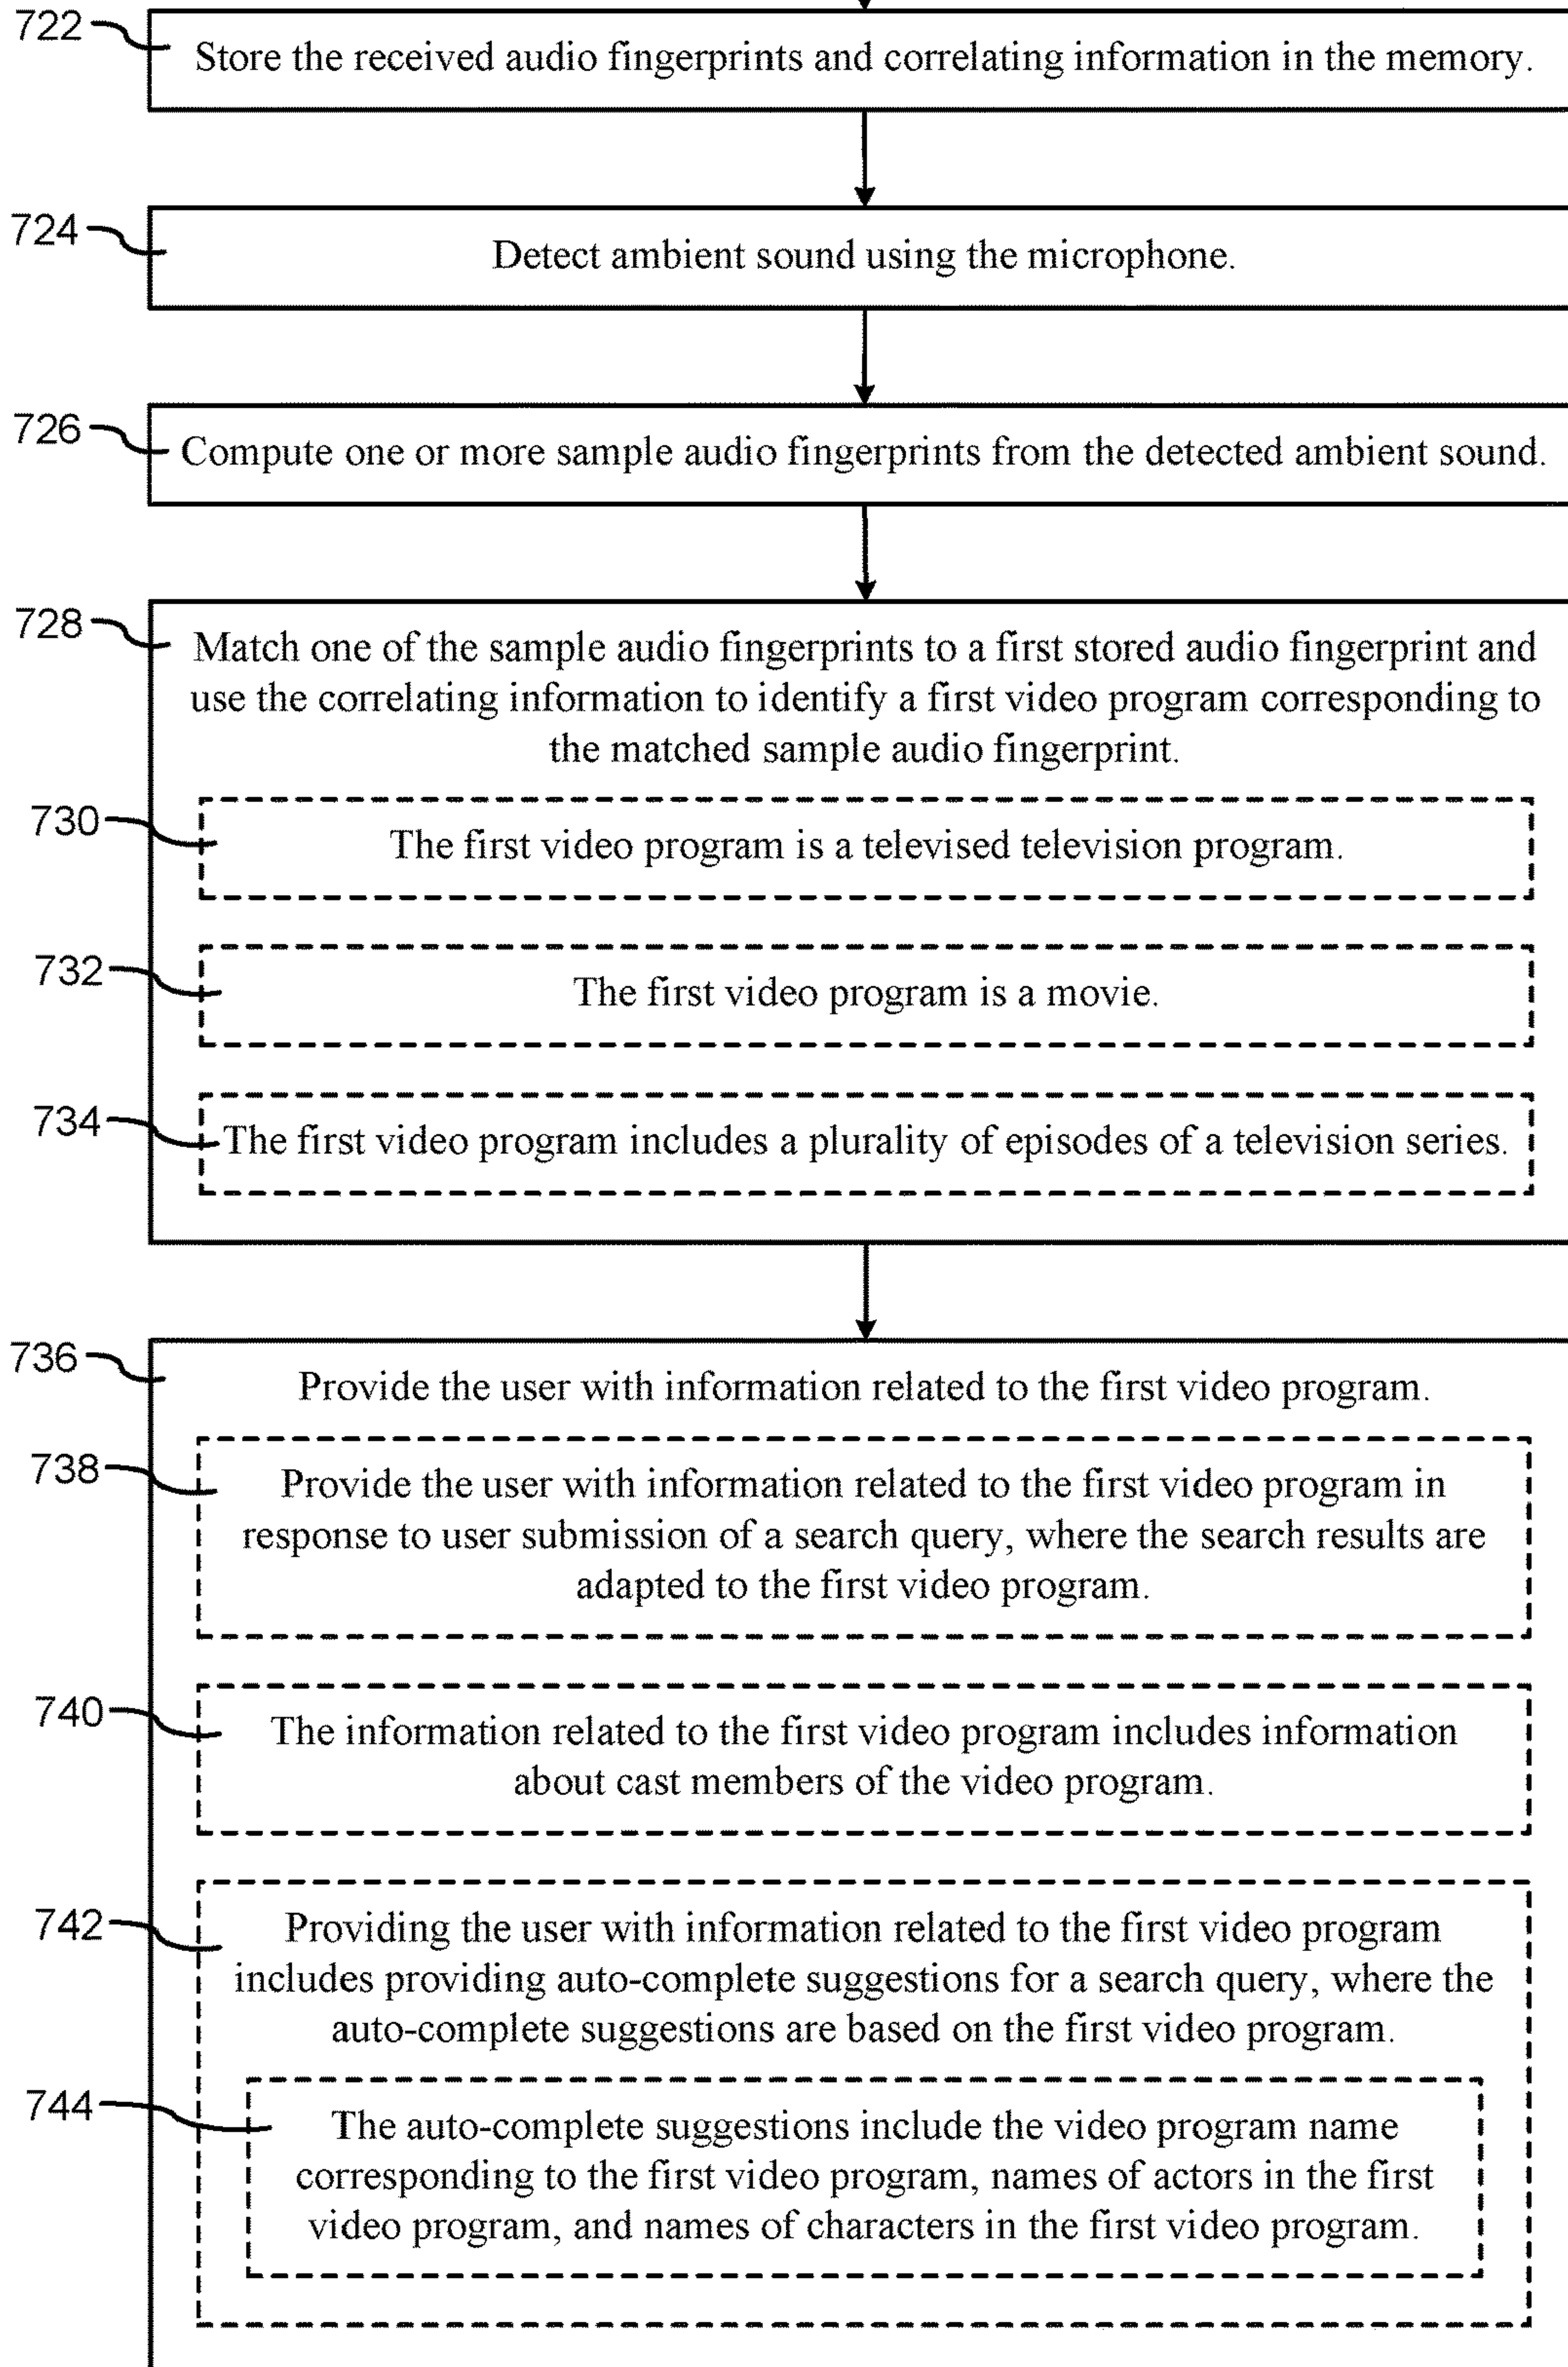 722
Store the received audio fingerprints and correlating information in the memory.
724
Detect ambient sound using the microphone.
726
Compute one or more sample audio fingerprints from the detected ambient sound.
728
Match one of the sample audio fingerprints to a first stored audio fingerprint and
use the correlating information to identify a first video program corresponding to
the matched sample audio fingerprint.
730
The first video program is a televised television program.
732
The first video program is a movie.
734
The first video program includes a plurality of episodes of a television series.
736
Provide the user with information related to the first video program.
738
Provide the user with information related to the first video program in
response to user submission of a search query, where the search results are
adapted to the first video program.
740
The information related to the first video program includes information
about cast members of the video program.
742
Providing the user with information related to the first video program
includes providing auto-complete suggestions for a search query, where the
auto-complete suggestions are based on the first video program.
744
The auto-complete suggestions include the video program name
corresponding to the first video program, names of actors in the first
video program, and names of characters in the first video program.